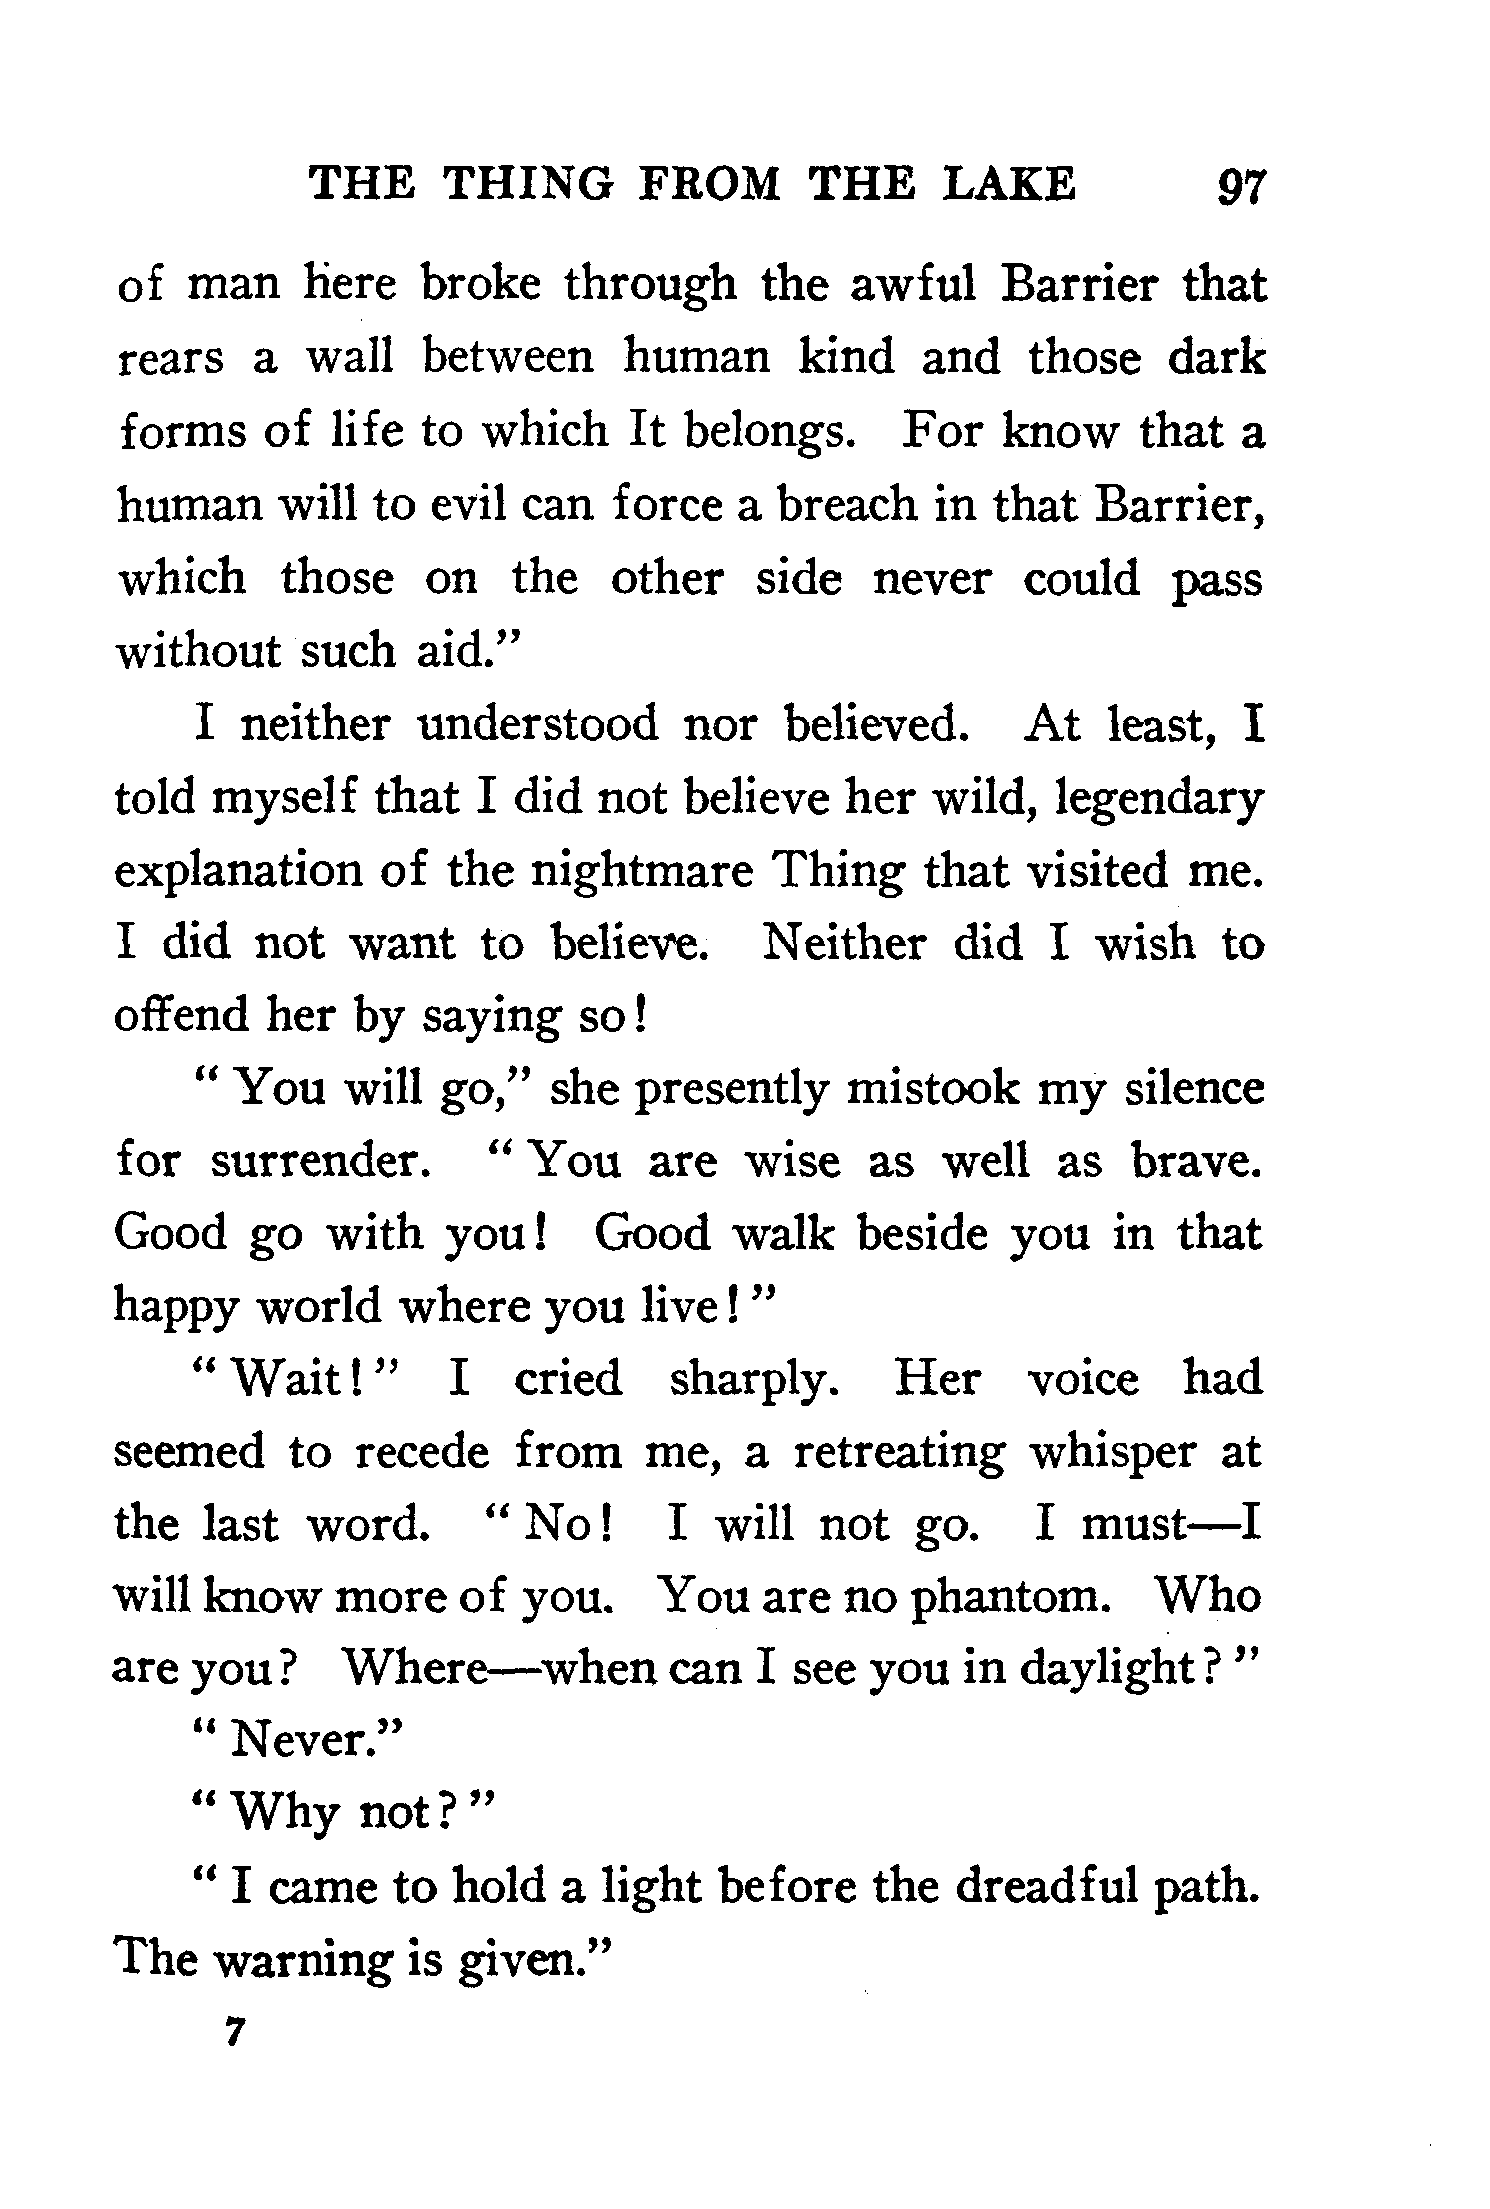 THE THING FROM THE LAKE 97
of man here broke through the awful Barrier that
rears a wall between human kind and those dark
forms of life to which It belongs. For know that a
human will to evil can force a breach in that Barrier,
which those on the other side never could pass
without such aid.”
I neither understood nor believed. At least, I
told myself that I did not believe her wild, legendary
explanation of the nightmare Thing that visited me.
I did not want to believe. Neither did I wish to
offend her by saying so!
“ You will go,” she presently mistook my silence
for surrender. “ You are wise as well as brave.
Good go with you! Good walk beside you in that
happy world where you live! ”
“ Wait! ” I cried sharply. Her voice had
seemed to recede from me, a retreating whisper at
the last word. “ No! I will not go. I must—I
will know more of you. You are no phantom. Who
are you? Where—when can I see you in daylight? ”
“ Never.”
“ Why not? ”
“ I came to hold a light before the dreadful path.
The warning is given.”
7